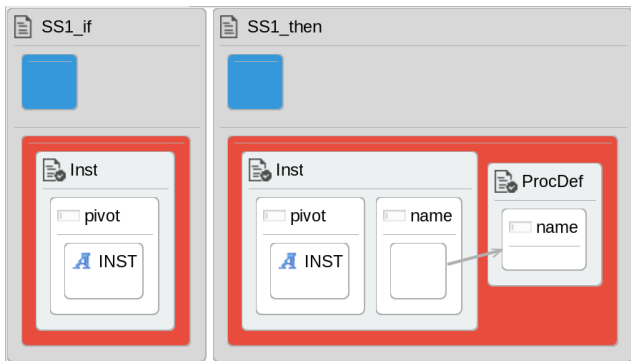 SS1_if
Inst
pivot
INST
SS1_then
Inst
pivot
name
INST
ProcDef
name